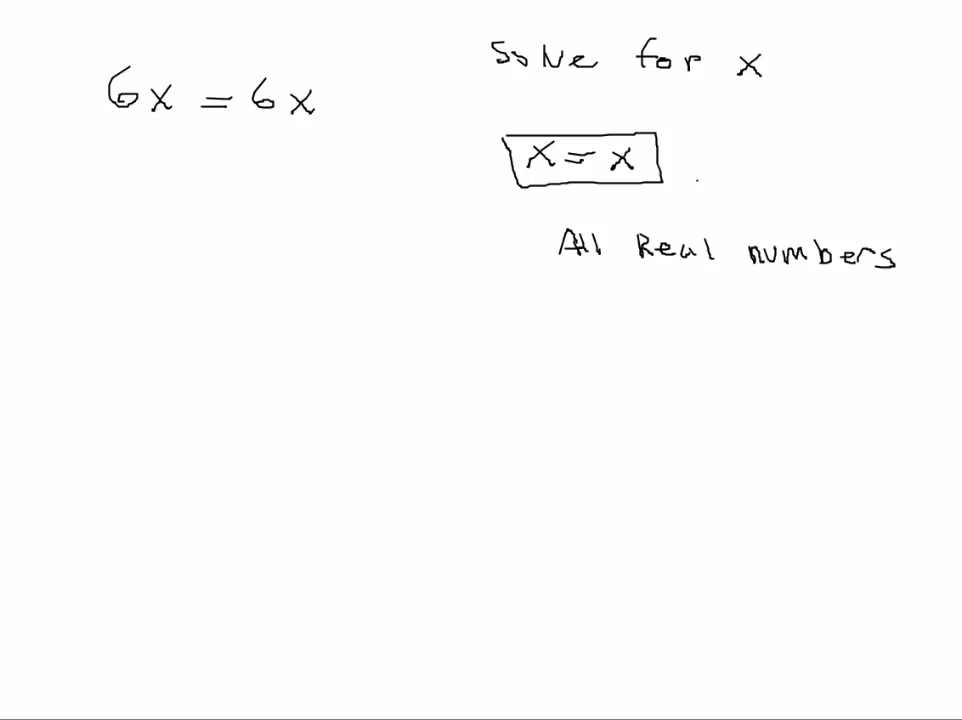 6x = 6x
Solve for x
x = x
All Real numbers